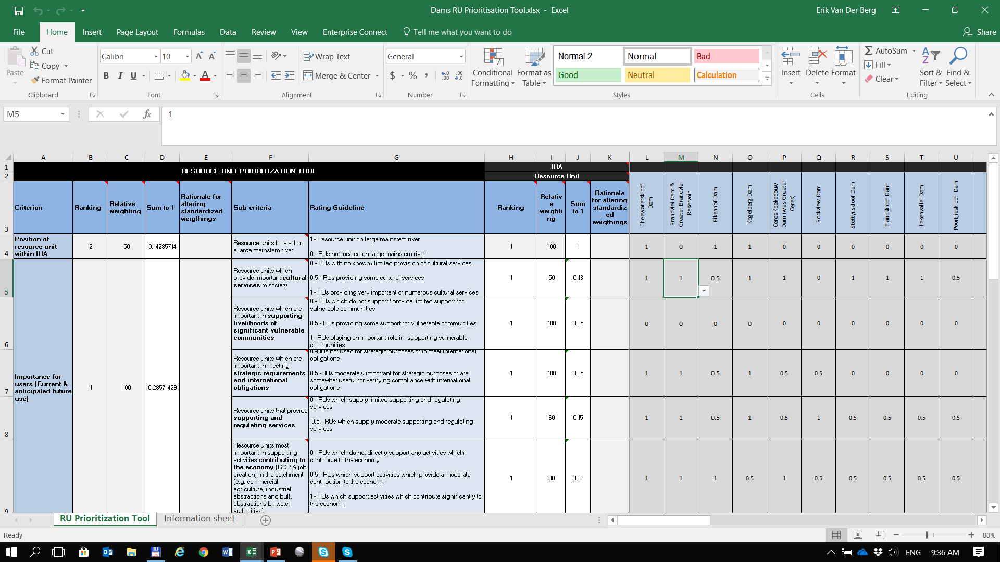 Dams RU Prioritisation Tool.xlsx - Excel
Erik Van Der Berg
File Home Insert Page Layout Formulas Data Review View Enterprise Connect Tell me what you want to do
Share
Paste
Cut
Copy
Format Painter
Clipboard
Calibri 10
B I U
Font
Wrap Text
Merge & Center
Alignment
General
$ % ,
Number
Conditional Formatting
Format as Table
Normal 2 Normal Bad
Good Neutral Calculation
Styles
Insert Delete Format
Cells
AutoSum
Fill
Clear
Sort & Filter
Find & Select
Editing
M5
fx
1
A B C D E F G H I J K L M N O P Q R S T U
1
2
RESOURCE UNIT PRIORITIZATION TOOL
IUA
Resource Unit
3
Criterion
Ranking
Relative weighting
Sum to 1
Rationale for altering standardized weigthings
Sub-criteria
Rating Guideline
Ranking
Relativ
e
weighti
ng
Sum to 1
Rationale
for altering
standardiz
ed
weigthings
Theewaterskloof Dam
Brandvlei Dam & Greater Brandvlei Reservoir
Eikenhof Dam
Kogelberg Dam
Ceres Koekedouw Dam (was Greater Ceres)
Rockview Dam
Stettynskloof Dam
Elandskloof Dam
Lakenvallei Dam
Poortjieskloof Dam
4
Position of
resource unit
within IUA
2 50 0.14285714
Resource units located on
a large mainstem river
1 - Resource unit on large mainstem river
0 - RUs not located on large mainstem river
1 100 1
1 0 1 1 0 0 0 0 0 0
5
Importance for
users (Current &
anticipated future
use)
1 100 0.28571429
Resource units which
provide important cultural
services to society
0 - RUs with no known / limited provision of cultural services
0.5 - RUs providing some cultural services
1 - RUs providing very important or numerous cultural services
1 50 0.13
1 1 0.5 1 1 0 1 1 1 0.5
6
Resource units which are
important in supporting
livelihoods of
significant vulnerable
communities
0 - RUs which do not support / provide limited support for
vulnerable communities
0.5 - RUs providing some support for vulnerable communities
1 - RUs playing an important role in supporting vulnerable
communities
1 100 0.25
0 0 0 0 0 0 0 0 0 0
7
Resource units which are
important in meeting
strategic requirements
and international
obligations
0 -RUs not used for strategic purposes or to meet international
obligations
0.5 -RUs moderately important for strategic purposes or are
somewhat useful for verifying compliance with international
obligations
1 100 0.25
1 1 0.5 1 0.5 0.5 0 0 0 0
8
Resource units that provide
supporting and
regulating services
0 - RUs which supply limited supporting and regulating
services
0.5 - RUs which supply moderate supporting and regulating
services
1 60 0.15
1 1 0.5 1 0.5 1 0.5 0.5 0.5 0.5
9
Resource units most
important in supporting
activities contributing to
the economy (GDP & job
creation) in the catchment
(e.g. commercial
agriculture, industrial
abstractions and bulk
abstractions by water
authorities)
0 - RUs which do not directly support any activities which
contribute to the economy
0.5 - RUs which support activities which provide a moderate
contribution to the economy
1 - RUs which support activities which contribute significantly to
the economy
1 90 0.23
1 1 1 0.5 1 0.5 0.5 0.5 0.5 0.5
RU Prioritization Tool
Information sheet
Ready
80%
ENG
9:36 AM